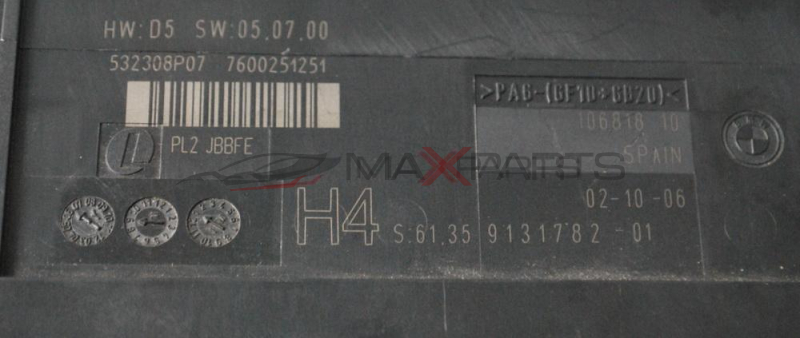 HW:D5 SW:05.07.00
532308P07 7600251251
>PA6-(GF10+GD20)<
106818 10
PL2 JBBFE
SPAIN
MAXPARTS
02-10-06
H4 S:61.35 9131782-01